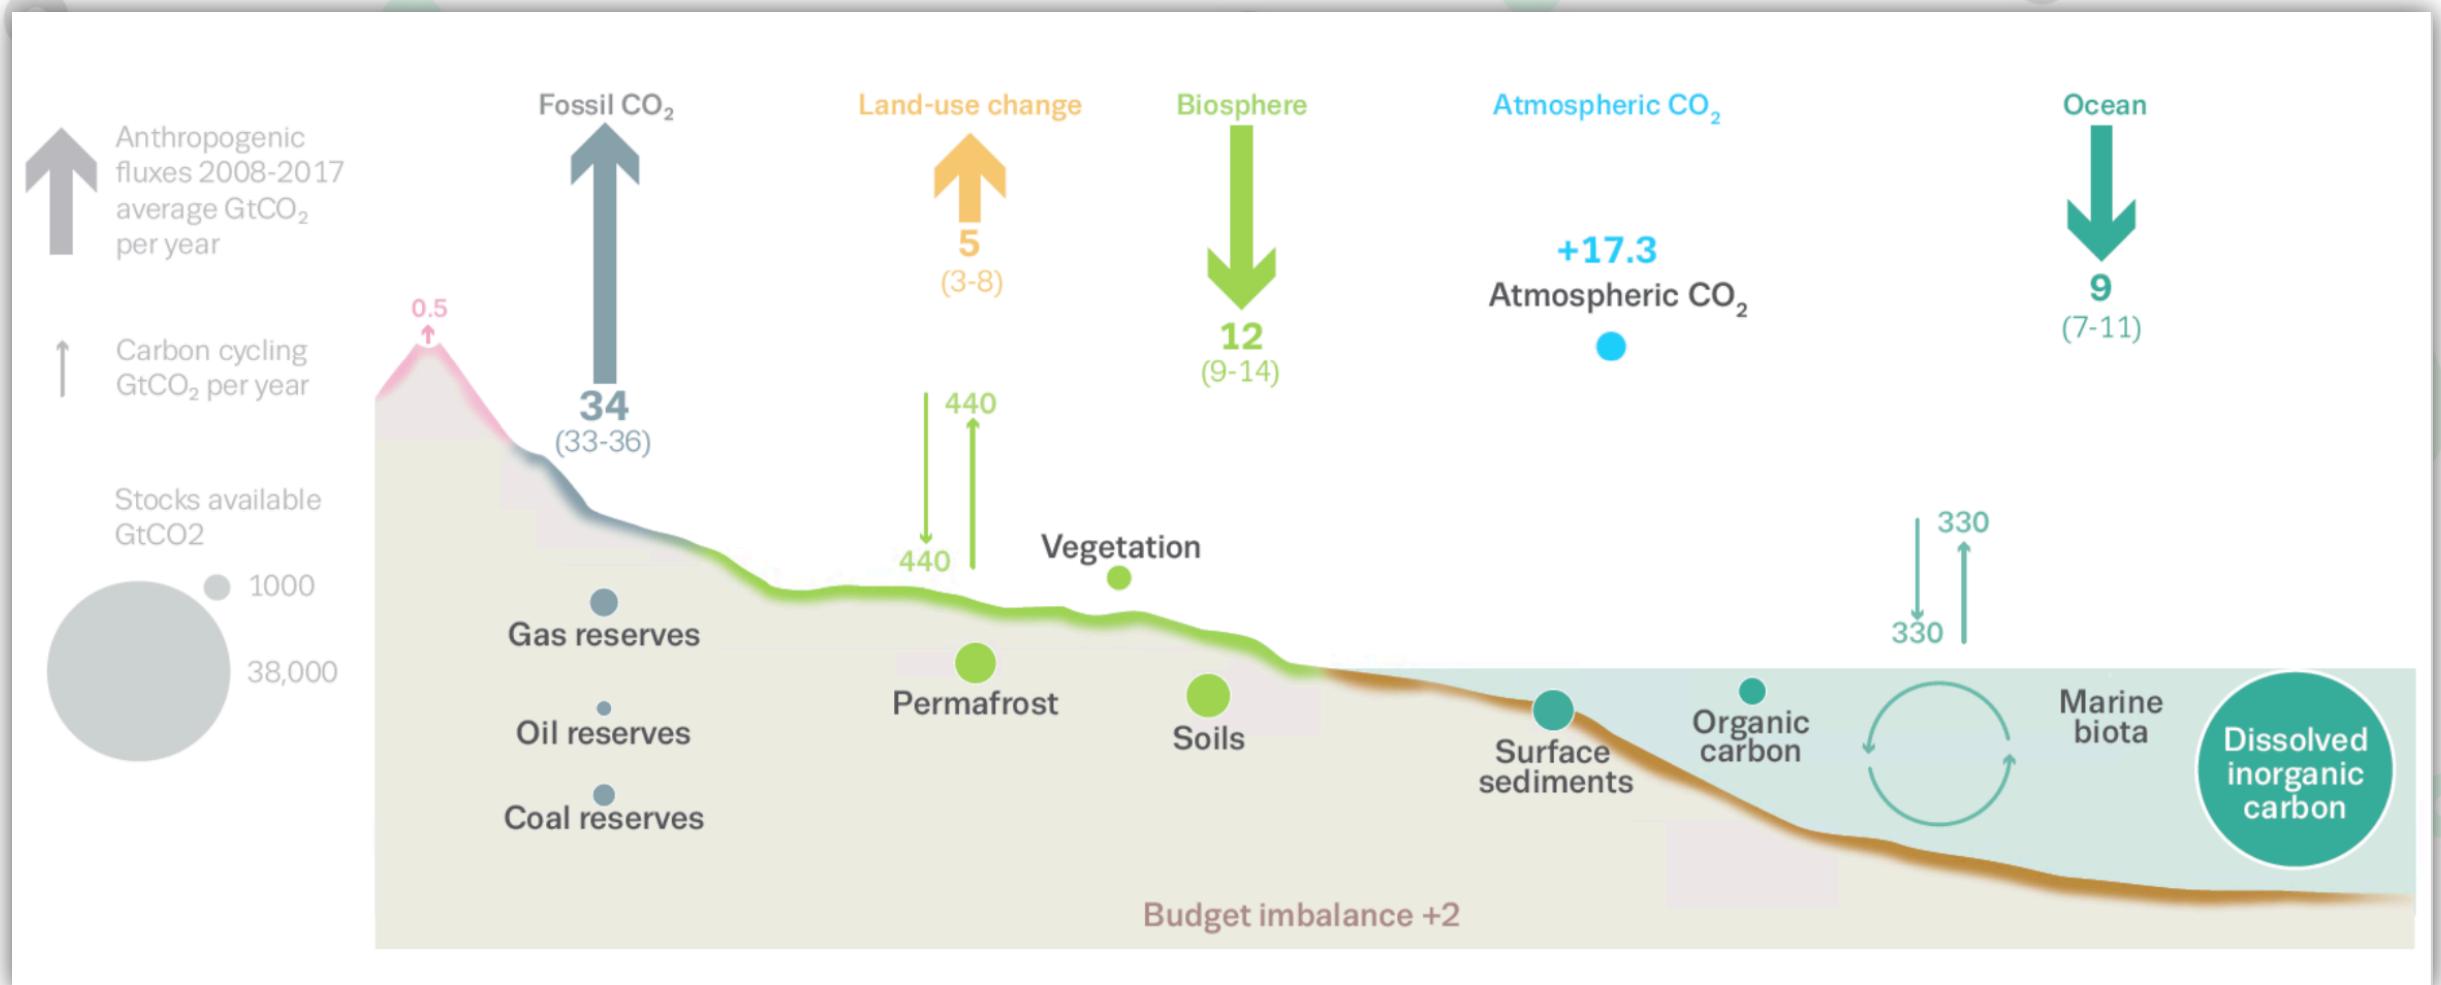 Anthropogenic
fluxes 2008-2017
average GtCO₂
per year
Carbon cycling
GtCO₂ per year
Stocks available
GtCO2
1000
38,000
0.5
Fossil CO₂
34
(33-36)
Land-use change
5
(3-8)
Biosphere
12
(9-14)
Atmospheric CO₂
+17.3
Atmospheric CO₂
Ocean
9
(7-11)
440
440
Vegetation
330
330
Gas reserves
Oil reserves
Coal reserves
Permafrost
Soils
Surface
sediments
Organic
carbon
Marine
biota
Dissolved
inorganic
carbon
Budget imbalance +2